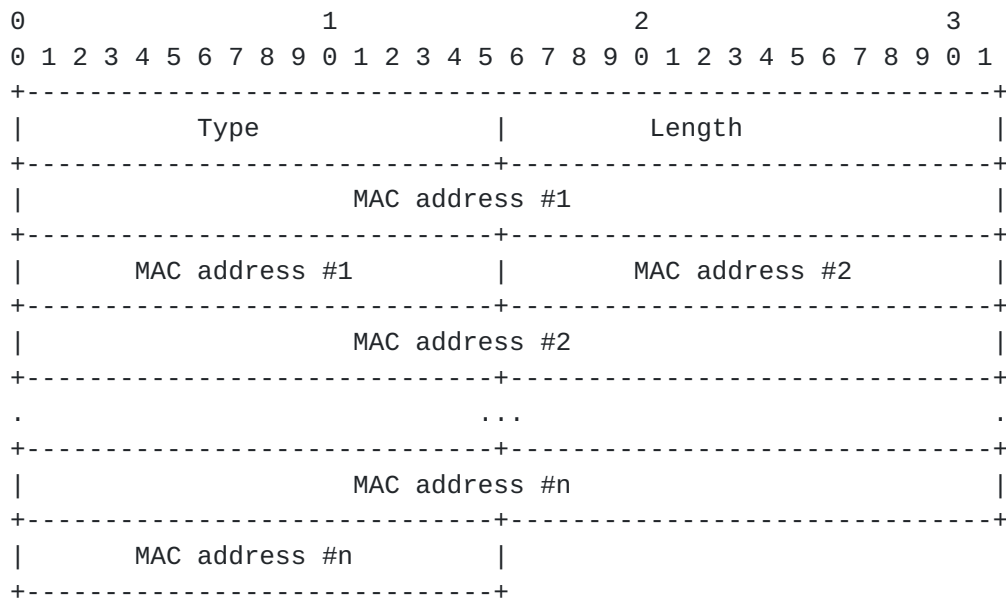 0                   1                   2                   3
0 1 2 3 4 5 6 7 8 9 0 1 2 3 4 5 6 7 8 9 0 1 2 3 4 5 6 7 8 9 0 1
+---------------------------------------------------------------+
|           Type                |         Length                |
+-------------------------------+-------------------------------+
|                     MAC address #1                            |
+-------------------------------+-------------------------------+
|       MAC address #1          |        MAC address #2         |
+-------------------------------+-------------------------------+
|                     MAC address #2                            |
+-------------------------------+-------------------------------+
.                              ...                              .
+-------------------------------+-------------------------------+
|                     MAC address #n                            |
+-------------------------------+-------------------------------+
|       MAC address #n          |
+-------------------------------+